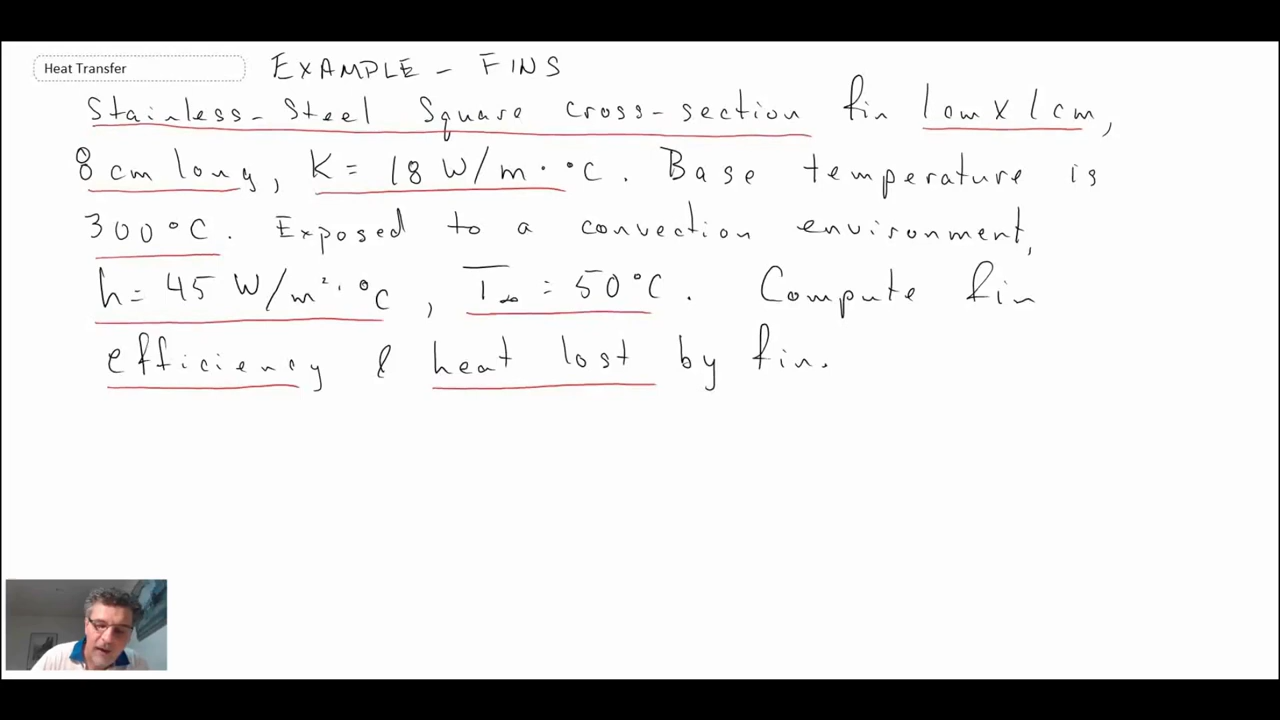 Heat Transfer
EXAMPLE - FINS
Stainless-Steel Square cross-section fin 1cm x 1cm,
8 cm long, K = 18 W/m·°C. Base temperature is
300°C. Exposed to a convection environment,
h = 45 W/m²·°C, T∞ = 50°C. Compute fin
efficiency & heat lost by fin.